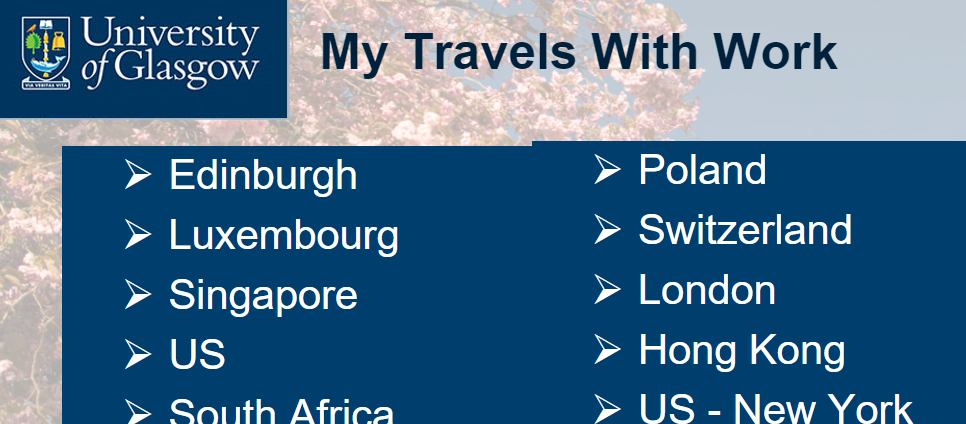 University
of Glasgow
VIA VERITAS VITA
My Travels With Work
➢ Edinburgh
➢ Luxembourg
➢ Singapore
➢ US
➢ South Africa
➢ Poland
➢ Switzerland
➢ London
➢ Hong Kong
➢ US - New York